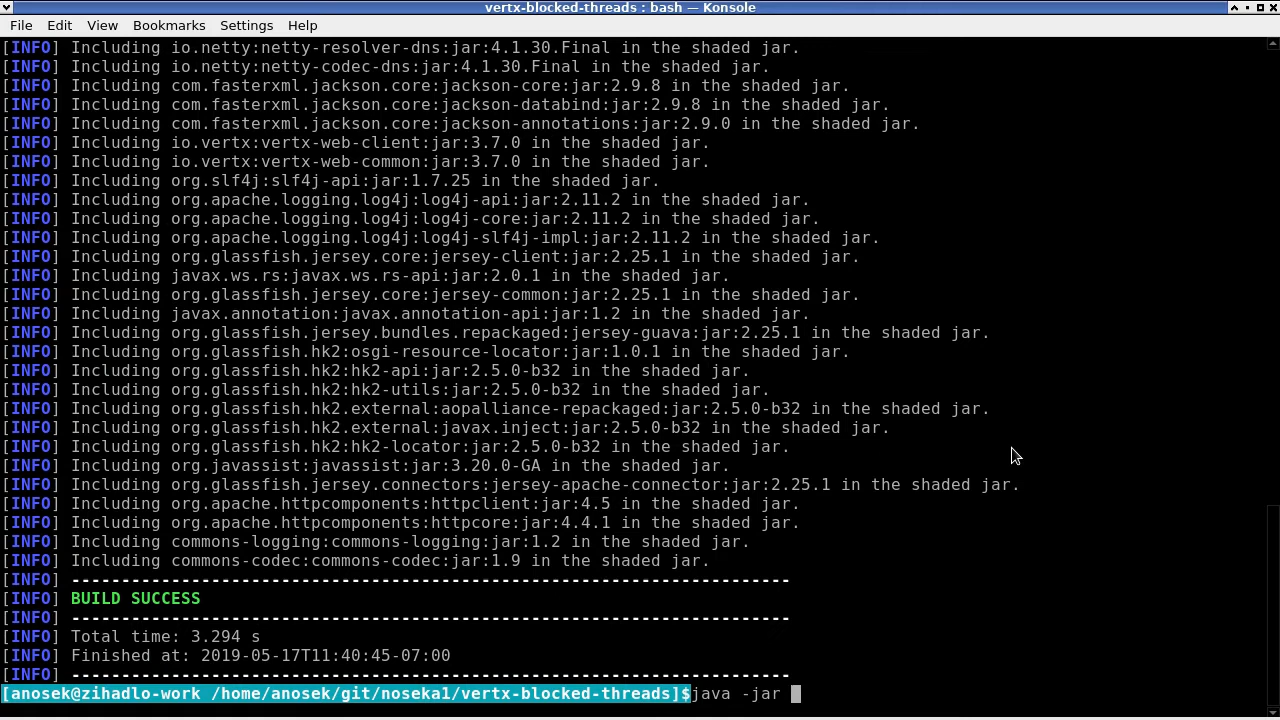 vertx-blocked-threads : bash — Konsole
File Edit View Bookmarks Settings Help
[INFO] Including io.netty:netty-resolver-dns:jar:4.1.30.Final in the shaded jar.
[INFO] Including io.netty:netty-codec-dns:jar:4.1.30.Final in the shaded jar.
[INFO] Including com.fasterxml.jackson.core:jackson-core:jar:2.9.8 in the shaded jar.
[INFO] Including com.fasterxml.jackson.core:jackson-databind:jar:2.9.8 in the shaded jar.
[INFO] Including com.fasterxml.jackson.core:jackson-annotations:jar:2.9.0 in the shaded jar.
[INFO] Including io.vertx:vertx-web-client:jar:3.7.0 in the shaded jar.
[INFO] Including io.vertx:vertx-web-common:jar:3.7.0 in the shaded jar.
[INFO] Including org.slf4j:slf4j-api:jar:1.7.25 in the shaded jar.
[INFO] Including org.apache.logging.log4j:log4j-api:jar:2.11.2 in the shaded jar.
[INFO] Including org.apache.logging.log4j:log4j-core:jar:2.11.2 in the shaded jar.
[INFO] Including org.apache.logging.log4j:log4j-slf4j-impl:jar:2.11.2 in the shaded jar.
[INFO] Including org.glassfish.jersey.core:jersey-client:jar:2.25.1 in the shaded jar.
[INFO] Including javax.ws.rs:javax.ws.rs-api:jar:2.0.1 in the shaded jar.
[INFO] Including org.glassfish.jersey.core:jersey-common:jar:2.25.1 in the shaded jar.
[INFO] Including javax.annotation:javax.annotation-api:jar:1.2 in the shaded jar.
[INFO] Including org.glassfish.jersey.bundles.repackaged:jersey-guava:jar:2.25.1 in the shaded jar.
[INFO] Including org.glassfish.hk2:osgi-resource-locator:jar:1.0.1 in the shaded jar.
[INFO] Including org.glassfish.hk2:hk2-api:jar:2.5.0-b32 in the shaded jar.
[INFO] Including org.glassfish.hk2:hk2-utils:jar:2.5.0-b32 in the shaded jar.
[INFO] Including org.glassfish.hk2.external:aopalliance-repackaged:jar:2.5.0-b32 in the shaded jar.
[INFO] Including org.glassfish.hk2.external:javax.inject:jar:2.5.0-b32 in the shaded jar.
[INFO] Including org.glassfish.hk2:hk2-locator:jar:2.5.0-b32 in the shaded jar.
[INFO] Including org.javassist:javassist:jar:3.20.0-GA in the shaded jar.
[INFO] Including org.glassfish.jersey.connectors:jersey-apache-connector:jar:2.25.1 in the shaded jar.
[INFO] Including org.apache.httpcomponents:httpclient:jar:4.5 in the shaded jar.
[INFO] Including org.apache.httpcomponents:httpcore:jar:4.4.1 in the shaded jar.
[INFO] Including commons-logging:commons-logging:jar:1.2 in the shaded jar.
[INFO] Including commons-codec:commons-codec:jar:1.9 in the shaded jar.
[INFO] ------------------------------------------------------------------------
[INFO] BUILD SUCCESS
[INFO] ------------------------------------------------------------------------
[INFO] Total time: 3.294 s
[INFO] Finished at: 2019-05-17T11:40:45-07:00
[INFO] ------------------------------------------------------------------------
[anosek@zihadlo-work /home/anosek/git/noseka1/vertx-blocked-threads]$java -jar